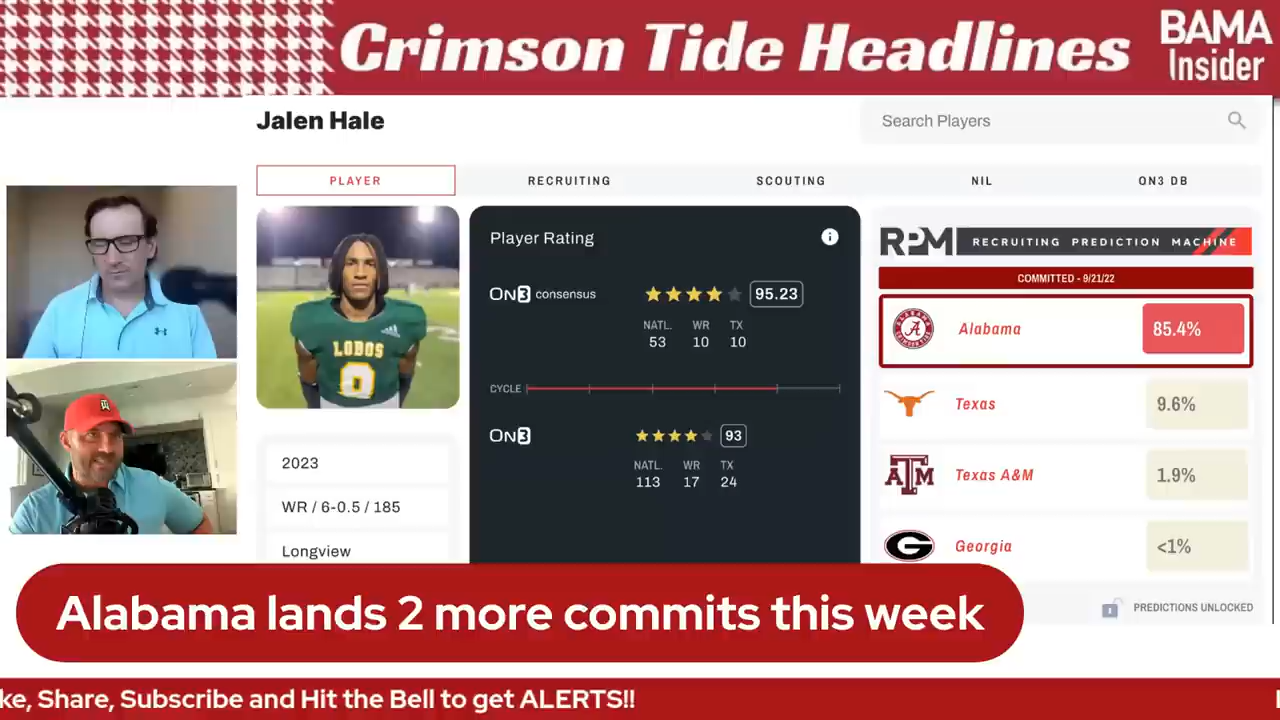 Crimson Tide Headlines
BAMA
Insider
Jalen Hale
Search Players
PLAYER
RECRUITING
SCOUTING
NIL
ON3 DB
LOBOS
0
2023
WR / 6-0.5 / 185
Longview
Player Rating
ON3 consensus
95.23
NATL.
WR
TX
53
10
10
CYCLE
ON3
93
NATL.
WR
TX
113
17
24
RPM RECRUITING PREDICTION MACHINE
COMMITTED - 9/21/22
A
Alabama
85.4%
Texas
9.6%
ATM
Texas A&M
1.9%
G
Georgia
<1%
PREDICTIONS UNLOCKED
Alabama lands 2 more commits this week
ke, Share, Subscribe and Hit the Bell to get ALERTS!!